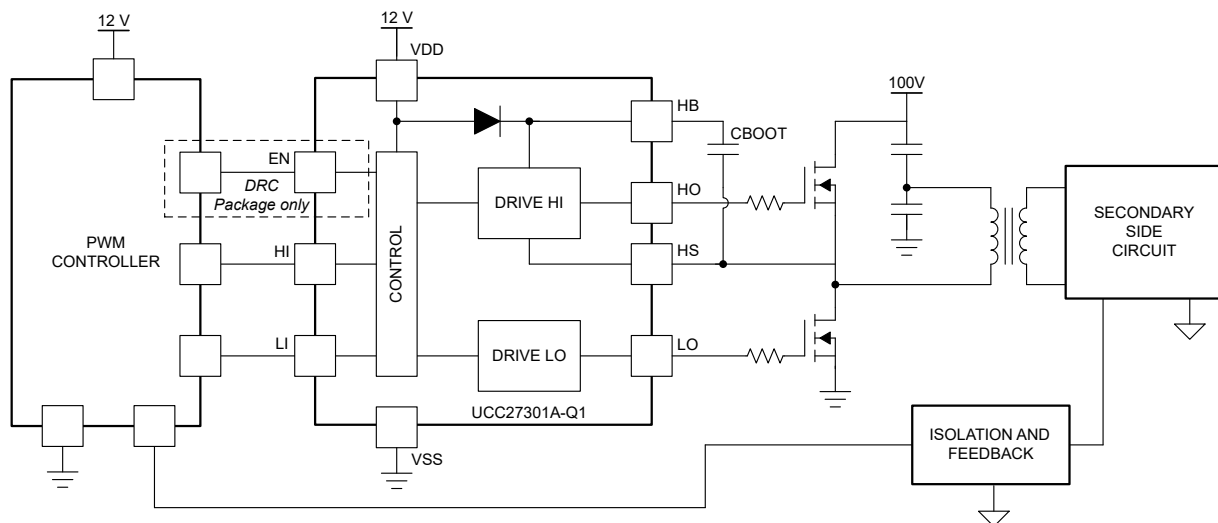 12 V
12 V
VDD
100V
HB
CBOOT
EN
DRC
Package only
HO
DRIVE HI
SECONDARY
SIDE
CIRCUIT
PWM
CONTROLLER
HI
CONTROL
HS
LI
DRIVE LO
LO
UCC27301A-Q1
ISOLATION AND
FEEDBACK
VSS